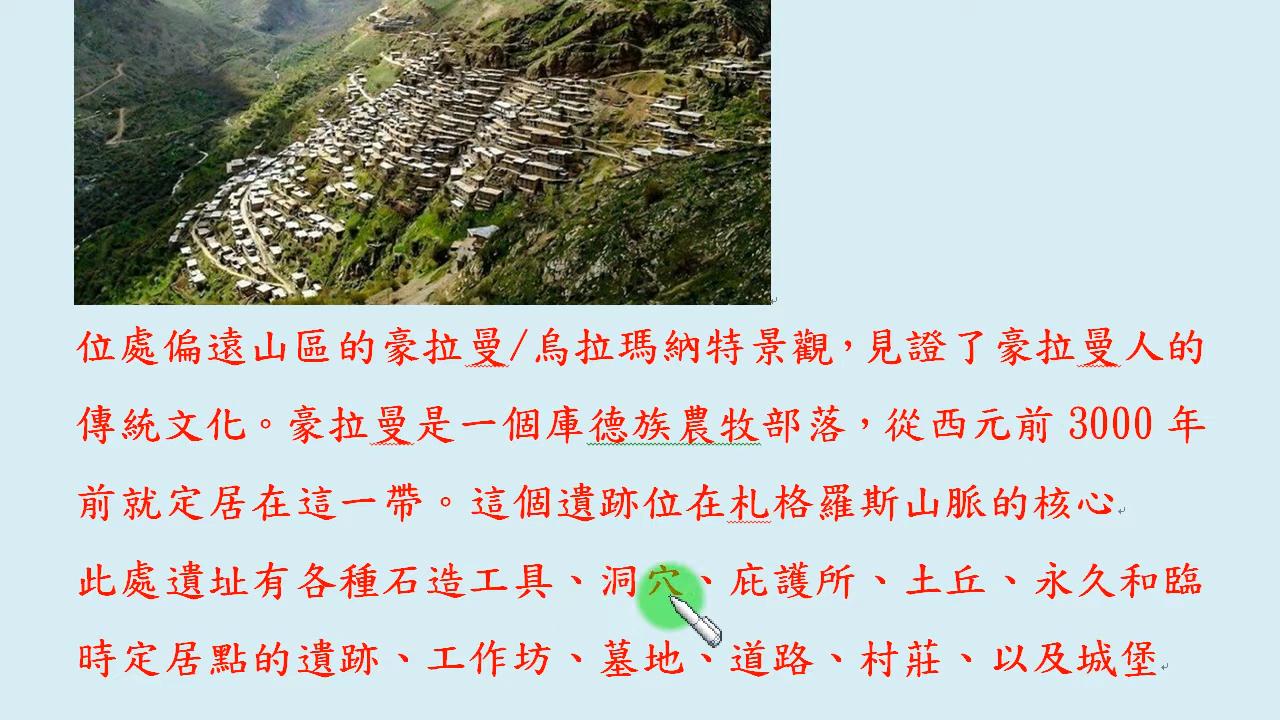 位處偏遠山區的豪拉曼/烏拉瑪納特景觀，見證了豪拉曼人的
傳統文化。豪拉曼是一個庫德族農牧部落，從西元前 3000 年
前就定居在這一帶。這個遺跡位在札格羅斯山脈的核心
此處遺址有各種石造工具、洞穴、庇護所、土丘、永久和臨
時定居點的遺跡、工作坊、墓地、道路、村莊、以及城堡